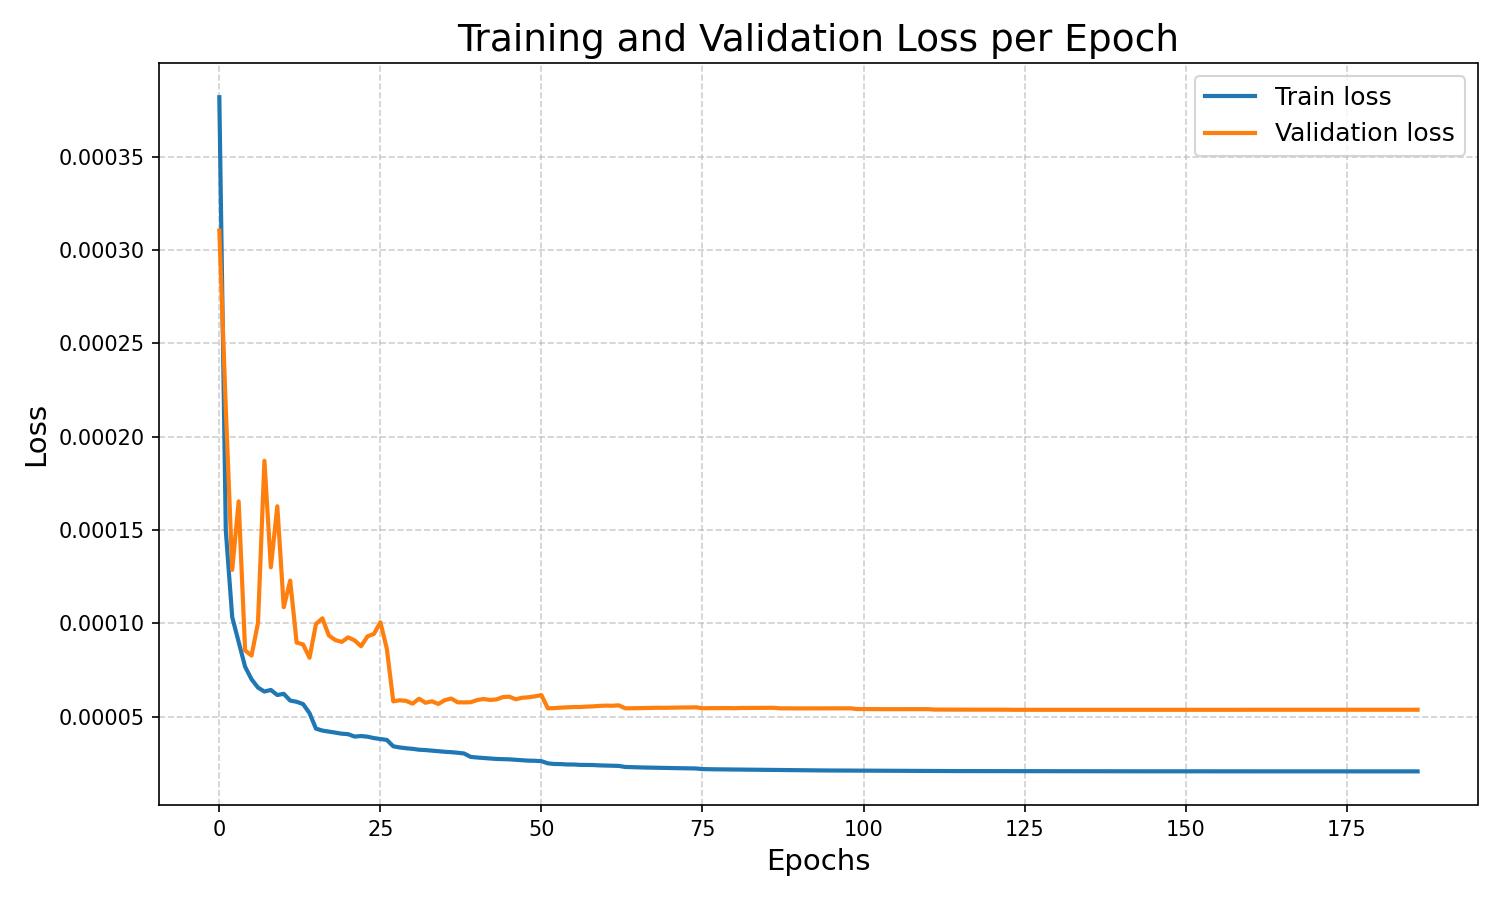 Training and Validation Loss per Epoch
Train loss
Validation loss
Loss
0.00035
0.00030
0.00025
0.00020
0.00015
0.00010
0.00005
0 25 50 75 100 125 150 175
Epochs